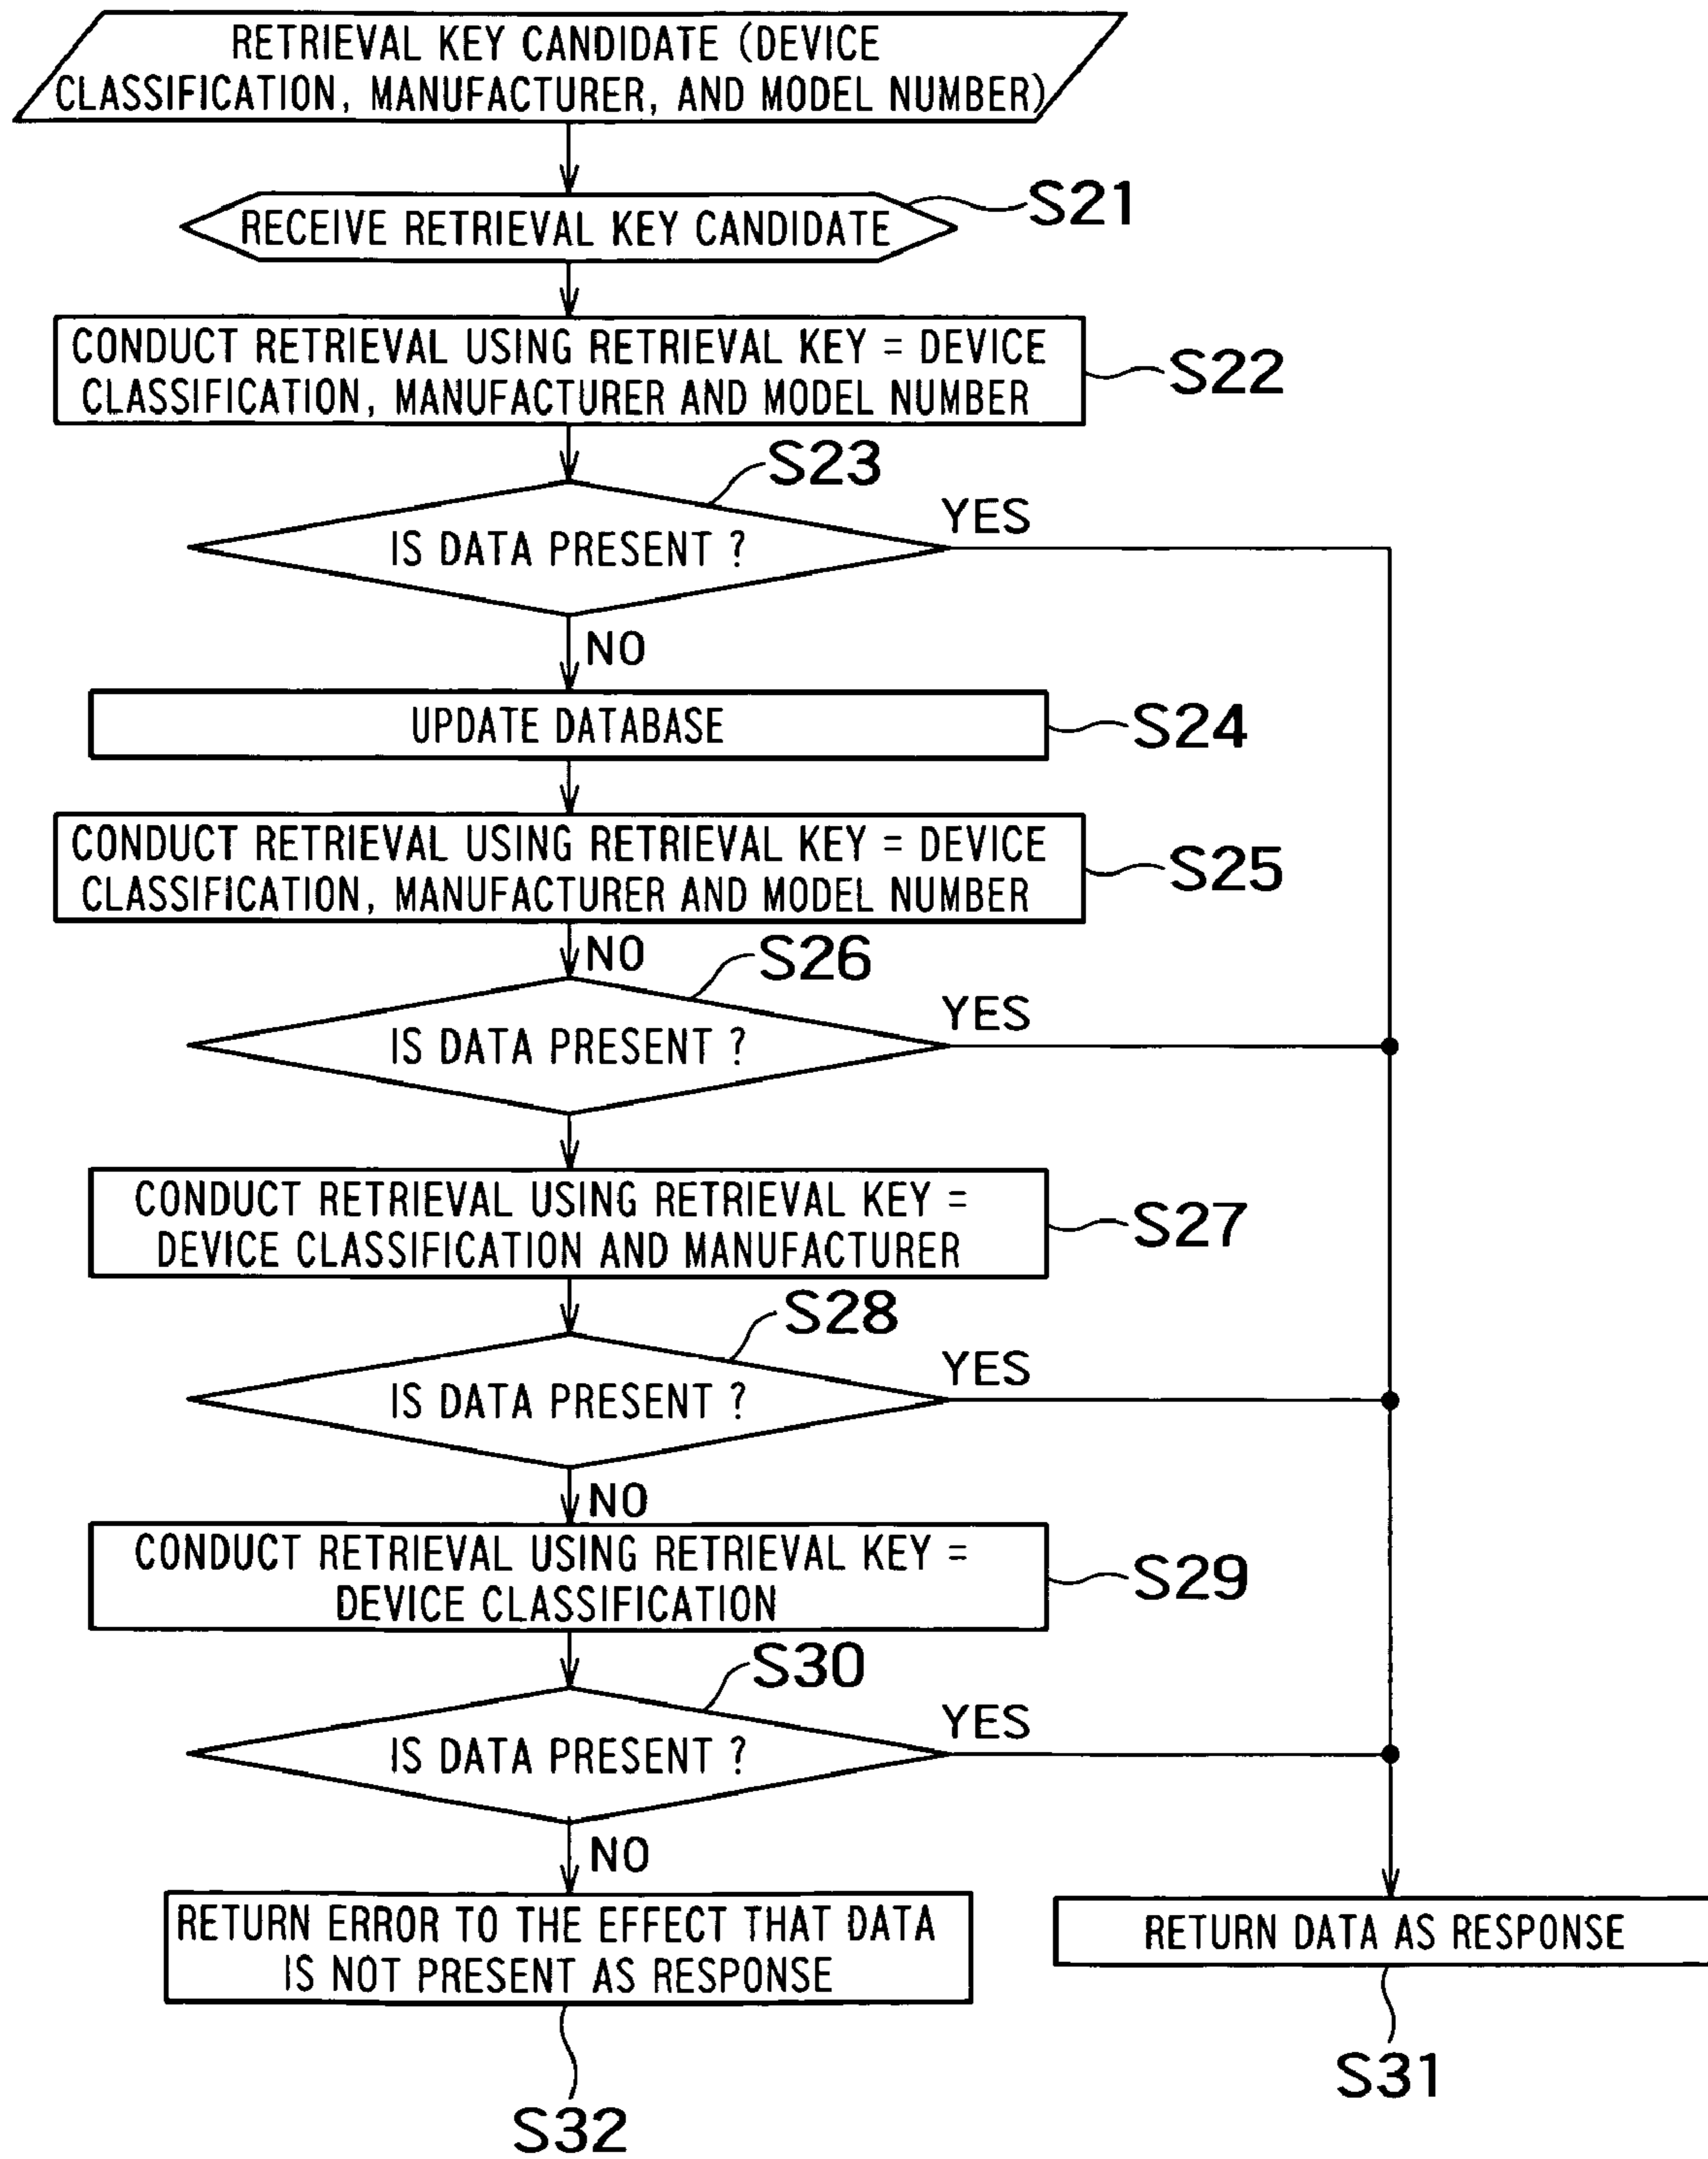 RETRIEVAL KEY CANDIDATE (DEVICE
CLASSIFICATION, MANUFACTURER, AND MODEL NUMBER)
RECEIVE RETRIEVAL KEY CANDIDATE
S21
CONDUCT RETRIEVAL USING RETRIEVAL KEY = DEVICE
CLASSIFICATION, MANUFACTURER AND MODEL NUMBER
S22
S23
IS DATA PRESENT ?
YES
NO
UPDATE DATABASE
S24
CONDUCT RETRIEVAL USING RETRIEVAL KEY = DEVICE
CLASSIFICATION, MANUFACTURER AND MODEL NUMBER
S25
NO
S26
IS DATA PRESENT ?
YES
CONDUCT RETRIEVAL USING RETRIEVAL KEY =
DEVICE CLASSIFICATION AND MANUFACTURER
S27
S28
IS DATA PRESENT ?
YES
NO
CONDUCT RETRIEVAL USING RETRIEVAL KEY =
DEVICE CLASSIFICATION
S29
S30
IS DATA PRESENT ?
YES
NO
RETURN ERROR TO THE EFFECT THAT DATA
IS NOT PRESENT AS RESPONSE
S32
RETURN DATA AS RESPONSE
S31